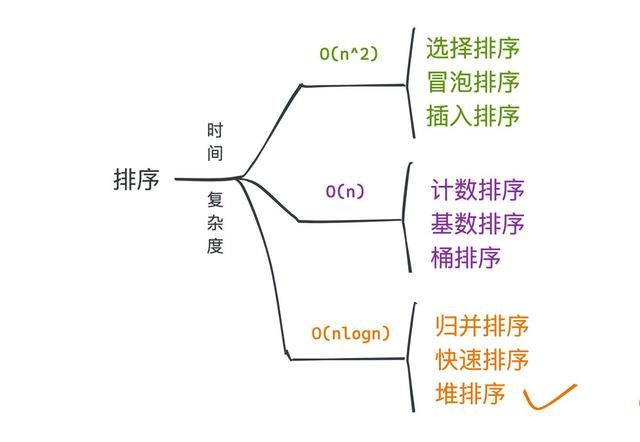 排序
时间
复杂度
O(n^2)
选择排序
冒泡排序
插入排序
O(n)
计数排序
基数排序
桶排序
O(nlogn)
归并排序
快速排序
堆排序